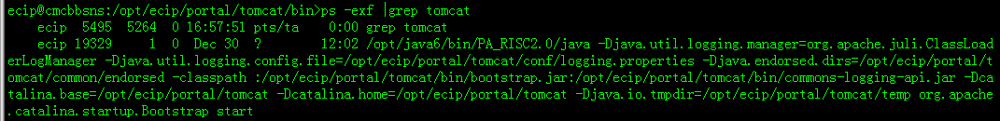 ecip@cmcbbsns:/opt/ecip/portal/tomcat/bin>ps -exf |grep tomcat
    ecip  5495  5264  0 16:57:51 pts/ta    0:00 grep tomcat
    ecip 19329     1  0  Dec 30  ?        12:02 /opt/java6/bin/PA_RISC2.0/java -Djava.util.logging.manager=org.apache.juli.ClassLoad
erLogManager -Djava.util.logging.config.file=/opt/ecip/portal/tomcat/conf/logging.properties -Djava.endorsed.dirs=/opt/ecip/portal/t
omcat/common/endorsed -classpath :/opt/ecip/portal/tomcat/bin/bootstrap.jar:/opt/ecip/portal/tomcat/bin/commons-logging-api.jar -Dca
talina.base=/opt/ecip/portal/tomcat -Dcatalina.home=/opt/ecip/portal/tomcat -Djava.io.tmpdir=/opt/ecip/portal/tomcat/temp org.apache
.catalina.startup.Bootstrap start